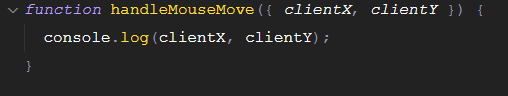 function handleMouseMove({ clientX, clientY }) {
  console.log(clientX, clientY);
}